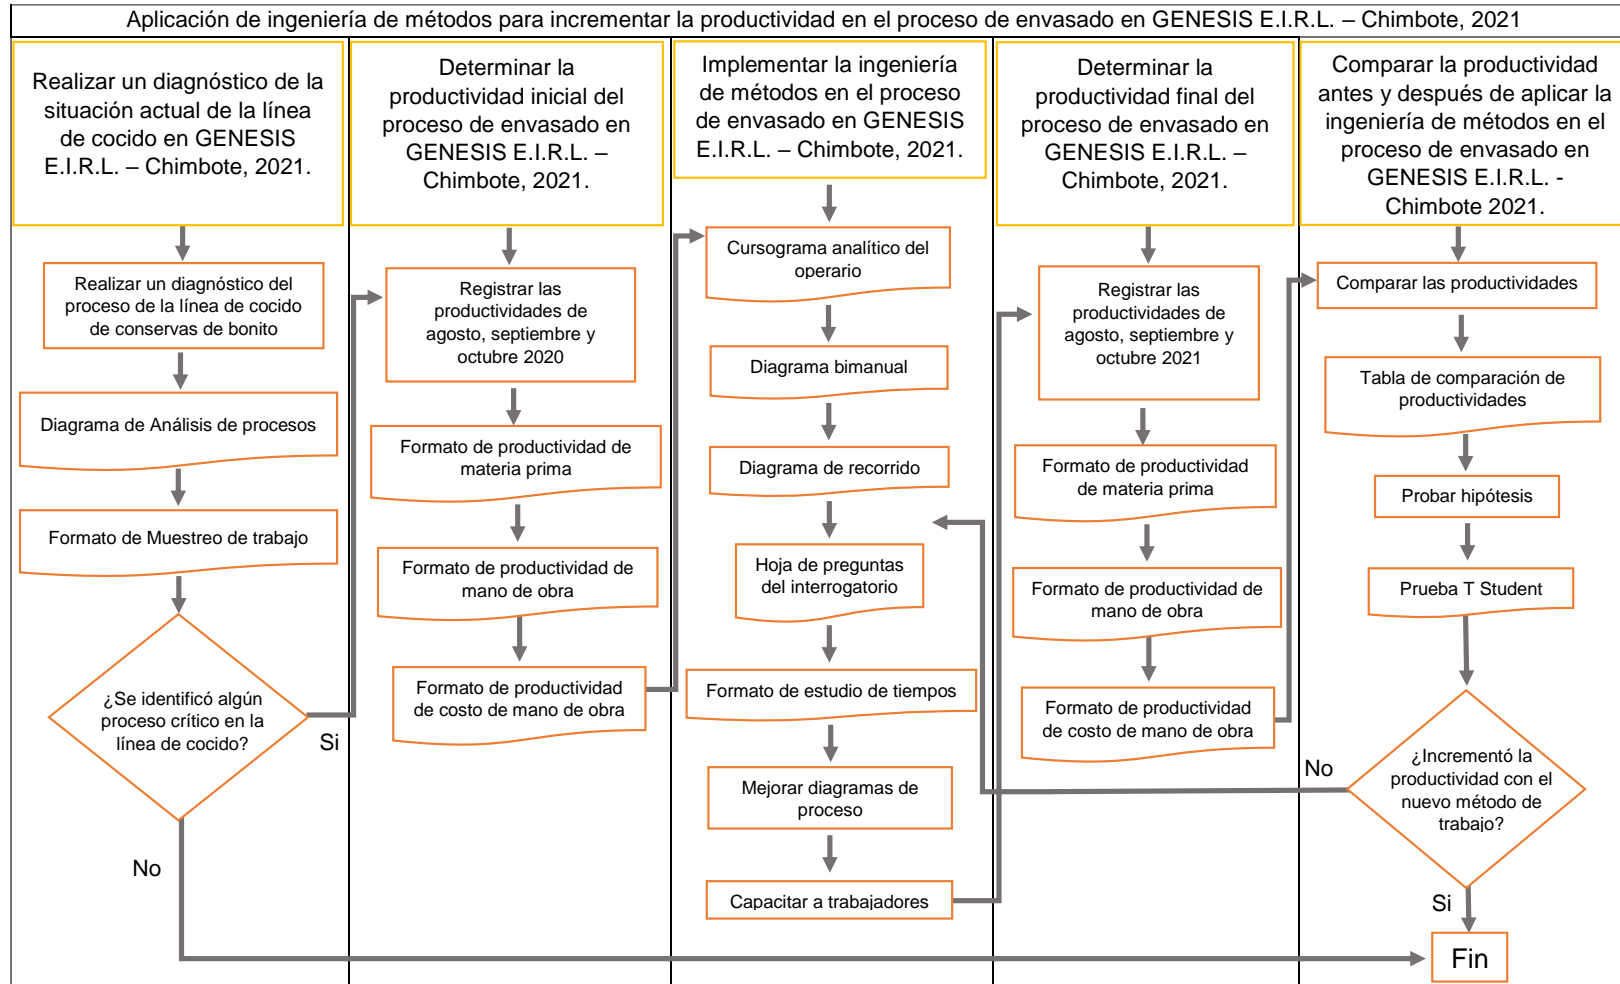 Aplicación de ingeniería de métodos para incrementar la productividad en el proceso de envasado en GENESIS E.I.R.L. – Chimbote, 2021
Realizar un diagnóstico de la
situación actual de la línea
de cocido en GENESIS
E.I.R.L. – Chimbote, 2021.
Realizar un diagnóstico del
proceso de la línea de cocido
de conservas de bonito
Diagrama de Análisis de procesos
Formato de Muestreo de trabajo
¿Se identificó algún
proceso crítico en la
línea de cocido?
Si
No
Determinar la
productividad inicial del
proceso de envasado en
GENESIS E.I.R.L. –
Chimbote, 2021.
Registrar las
productividades de
agosto, septiembre y
octubre 2020
Formato de productividad de
materia prima
Formato de productividad de
mano de obra
Formato de productividad
de costo de mano de obra
Implementar la ingeniería
de métodos en el proceso
de envasado en GENESIS
E.I.R.L. – Chimbote, 2021.
Cursograma analítico del
operario
Diagrama bimanual
Diagrama de recorrido
Hoja de preguntas
del interrogatorio
Formato de estudio de tiempos
Mejorar diagramas de
proceso
Capacitar a trabajadores
Determinar la
productividad final del
proceso de envasado en
GENESIS E.I.R.L. –
Chimbote, 2021.
Registrar las
productividades de
agosto, septiembre y
octubre 2021
Formato de productividad
de materia prima
Formato de productividad de
mano de obra
Formato de productividad
de costo de mano de obra
Comparar la productividad
antes y después de aplicar la
ingeniería de métodos en el
proceso de envasado en
GENESIS E.I.R.L. -
Chimbote 2021.
Comparar las productividades
Tabla de comparación de
productividades
Probar hipótesis
Prueba T Student
¿Incrementó la
productividad con el
nuevo método de
trabajo?
No
Si
Fin